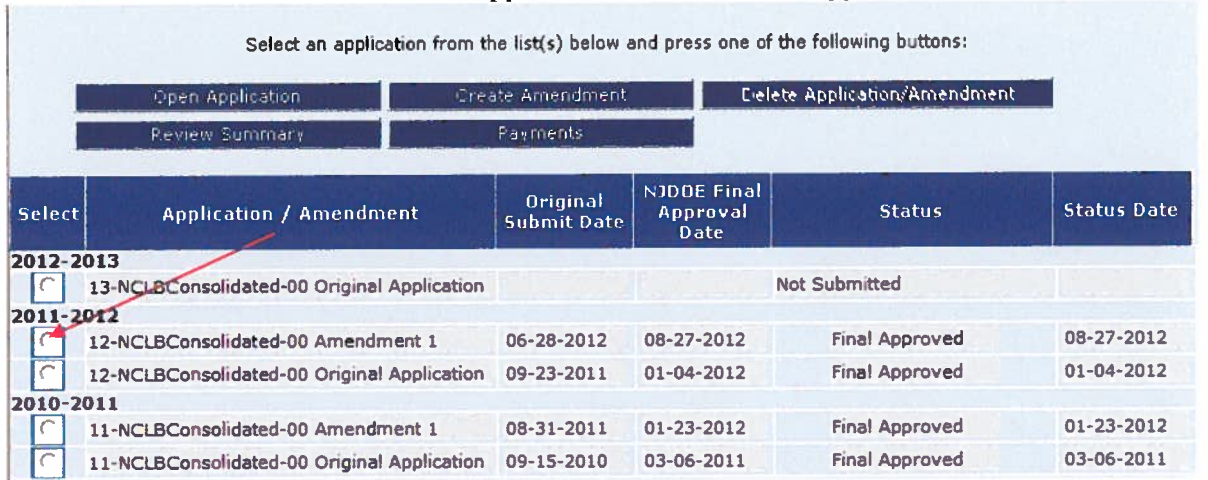 Select an application from the list(s) below and press one of the following buttons:
Open Application Create Amendment Delete Application/Amendment
Review Summary Payments
Select Application / Amendment Original Submit Date NJDOE Final Approval Date Status Status Date
2012-2013
13-NCLBConsolidated-00 Original Application Not Submitted
2011-2012
12-NCLBConsolidated-00 Amendment 1 06-28-2012 08-27-2012 Final Approved 08-27-2012
12-NCLBConsolidated-00 Original Application 09-23-2011 01-04-2012 Final Approved 01-04-2012
2010-2011
11-NCLBConsolidated-00 Amendment 1 08-31-2011 01-23-2012 Final Approved 01-23-2012
11-NCLBConsolidated-00 Original Application 09-15-2010 03-06-2011 Final Approved 03-06-2011